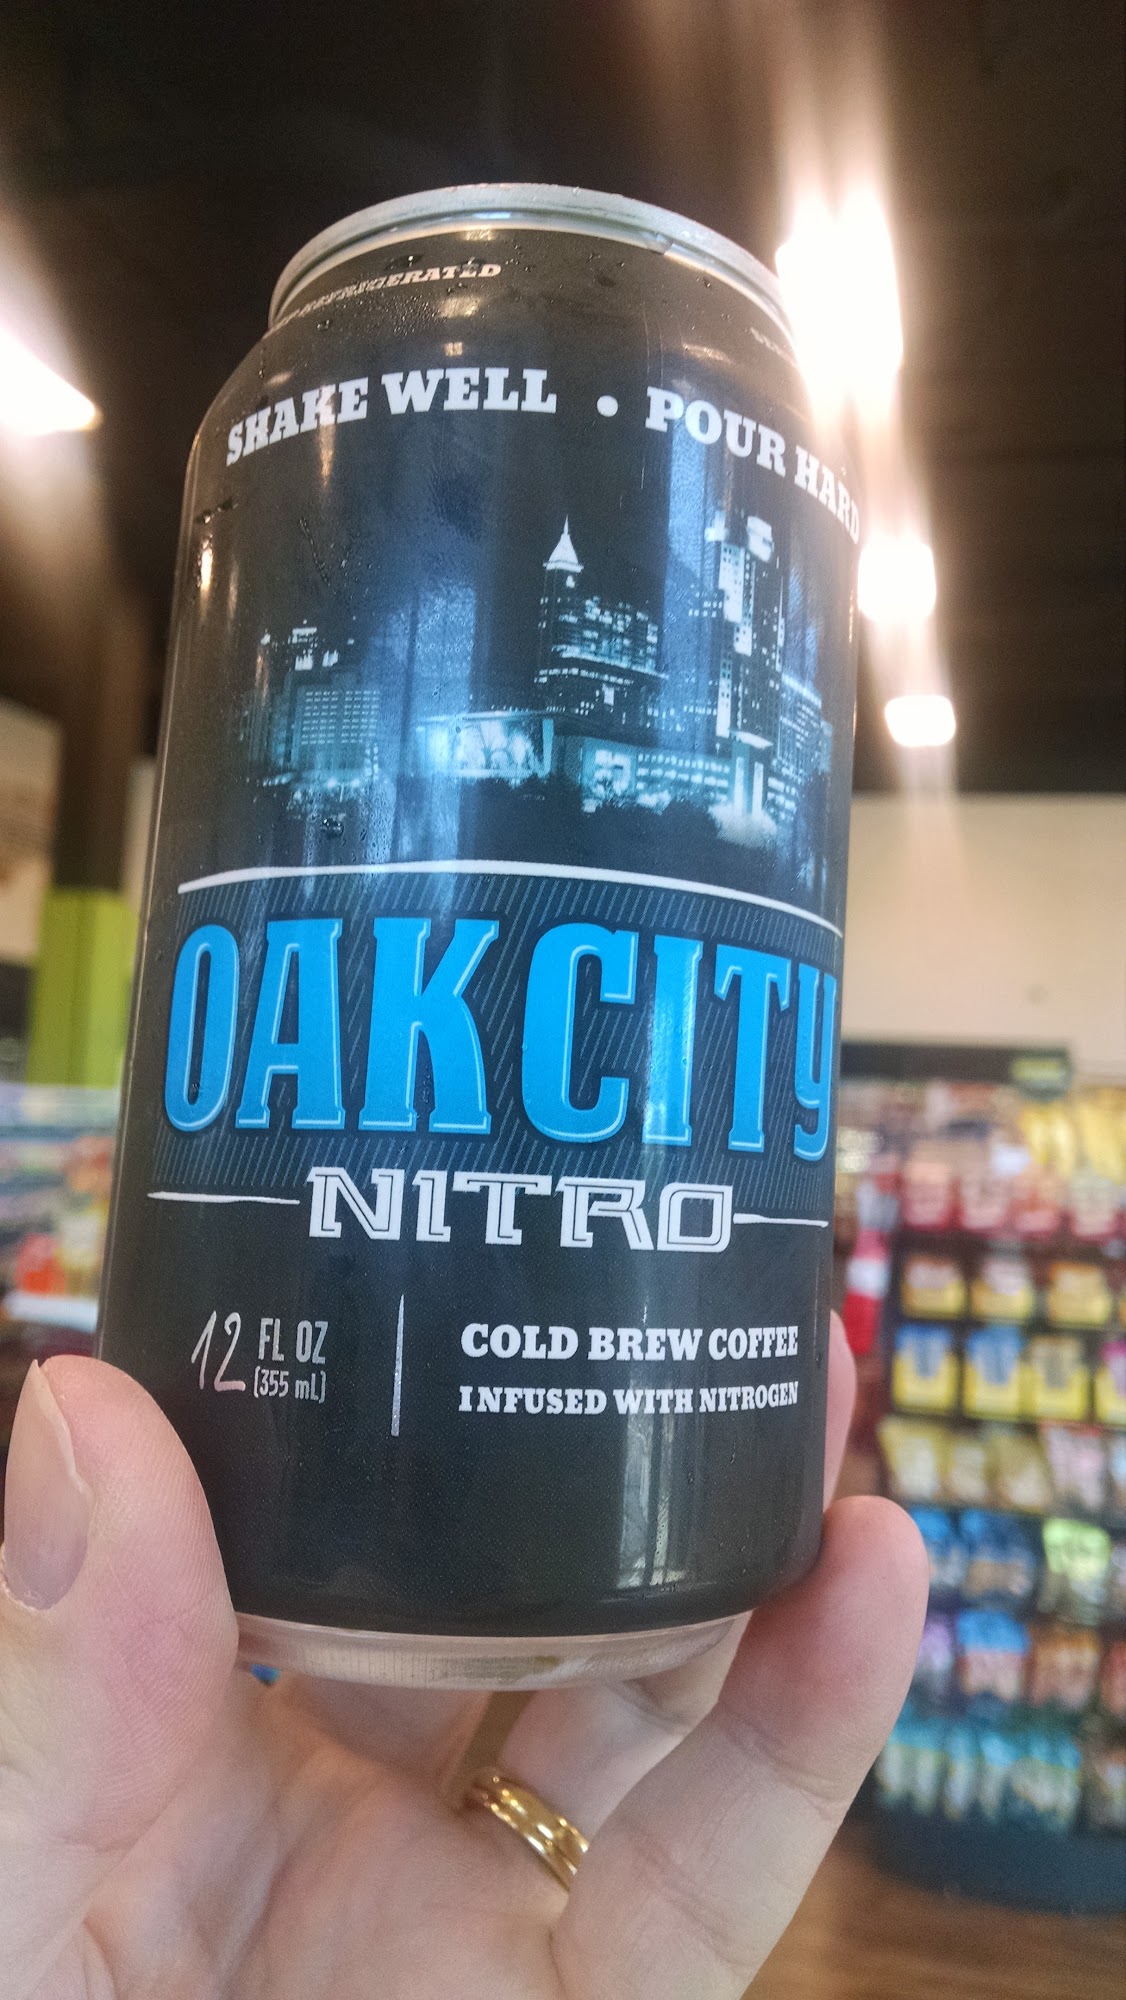 REFRIGERATED
SHAKE WELL • POUR HARD
OAK CITY
NITRO
12 FL OZ
(355 mL)
COLD BREW COFFEE
INFUSED WITH NITROGEN